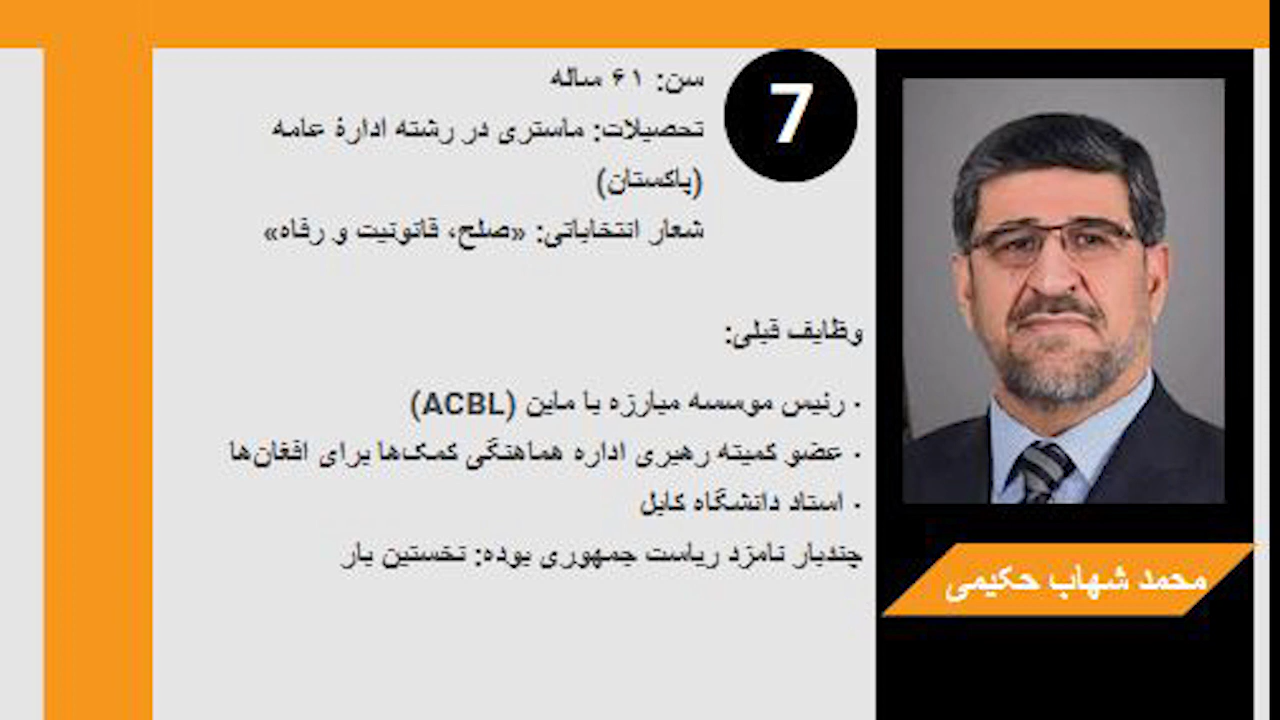 7
سن: ۶۱ ساله
تحصیلات: ماستری در رشته ادارهٔ عامه
(پاکستان)
شعار انتخاباتی: «صلح، قانونیت و رفاه»
وظایف قبلی:
· رئیس موسسه مبارزه با ماین (ACBL)
· عضو کمیته رهبری اداره هماهنگی کمک‌ها برای افغان‌ها
· استاد دانشگاه کابل
چندبار نامزد ریاست جمهوری بوده: نخستین بار
محمد شهاب حکیمی